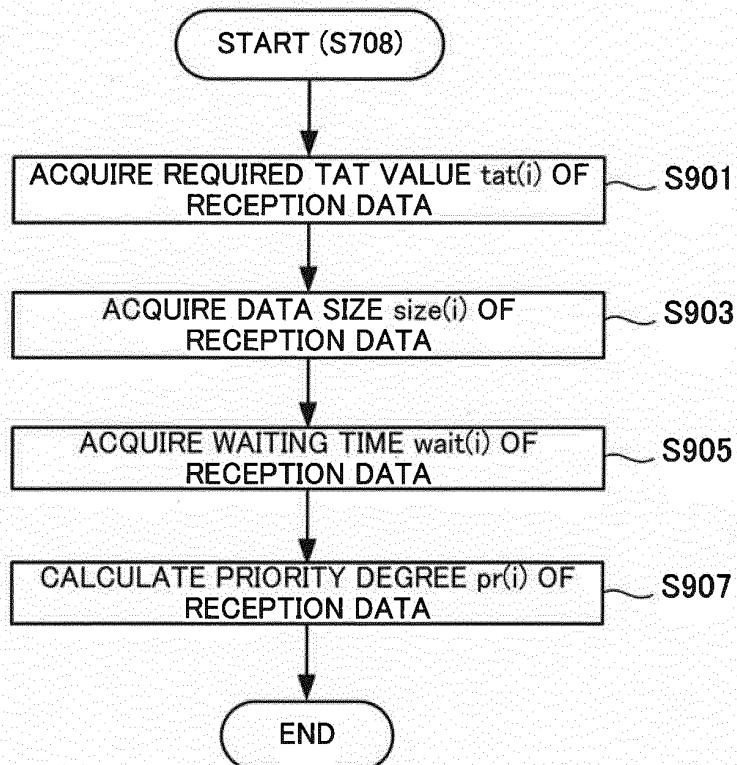 START (S708)
ACQUIRE REQUIRED TAT VALUE tat(i) OF
RECEPTION DATA
S901
ACQUIRE DATA SIZE size(i) OF
RECEPTION DATA
S903
ACQUIRE WAITING TIME wait(i) OF
RECEPTION DATA
S905
CALCULATE PRIORITY DEGREE pr(i) OF
RECEPTION DATA
S907
END